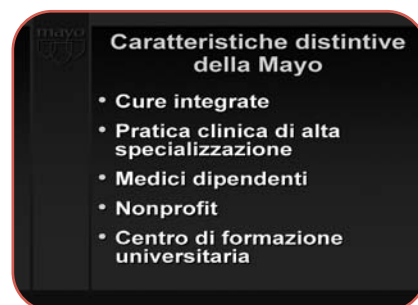 mayo
Caratteristiche distintive
della Mayo
• Cure integrate
• Pratica clinica di alta
specializzazione
• Medici dipendenti
• Nonprofit
• Centro di formazione
universitaria